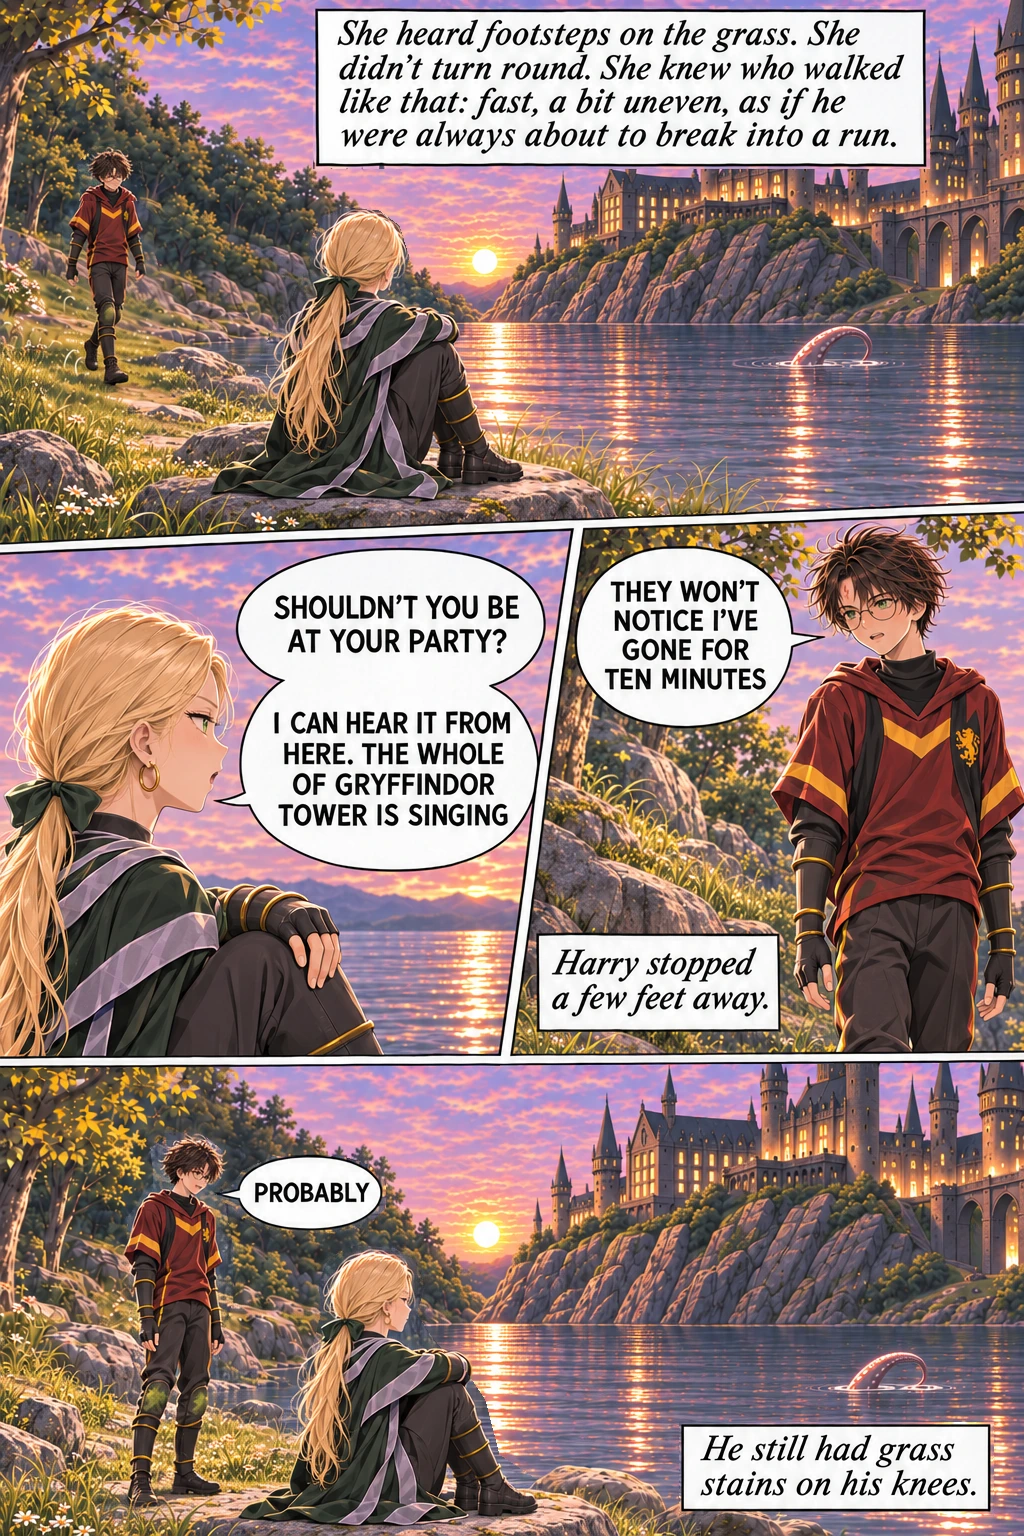 She heard footsteps on the grass. She
didn't turn round. She knew who walked
like that: fast, a bit uneven, as if he
were always about to break into a run.
SHOULDN'T YOU BE
AT YOUR PARTY?
I CAN HEAR IT FROM
HERE. THE WHOLE
OF GRYFFINDOR
TOWER IS SINGING
THEY WON'T
NOTICE I'VE
GONE FOR
TEN MINUTES
Harry stopped
a few feet away.
PROBABLY
He still had grass
stains on his knees.